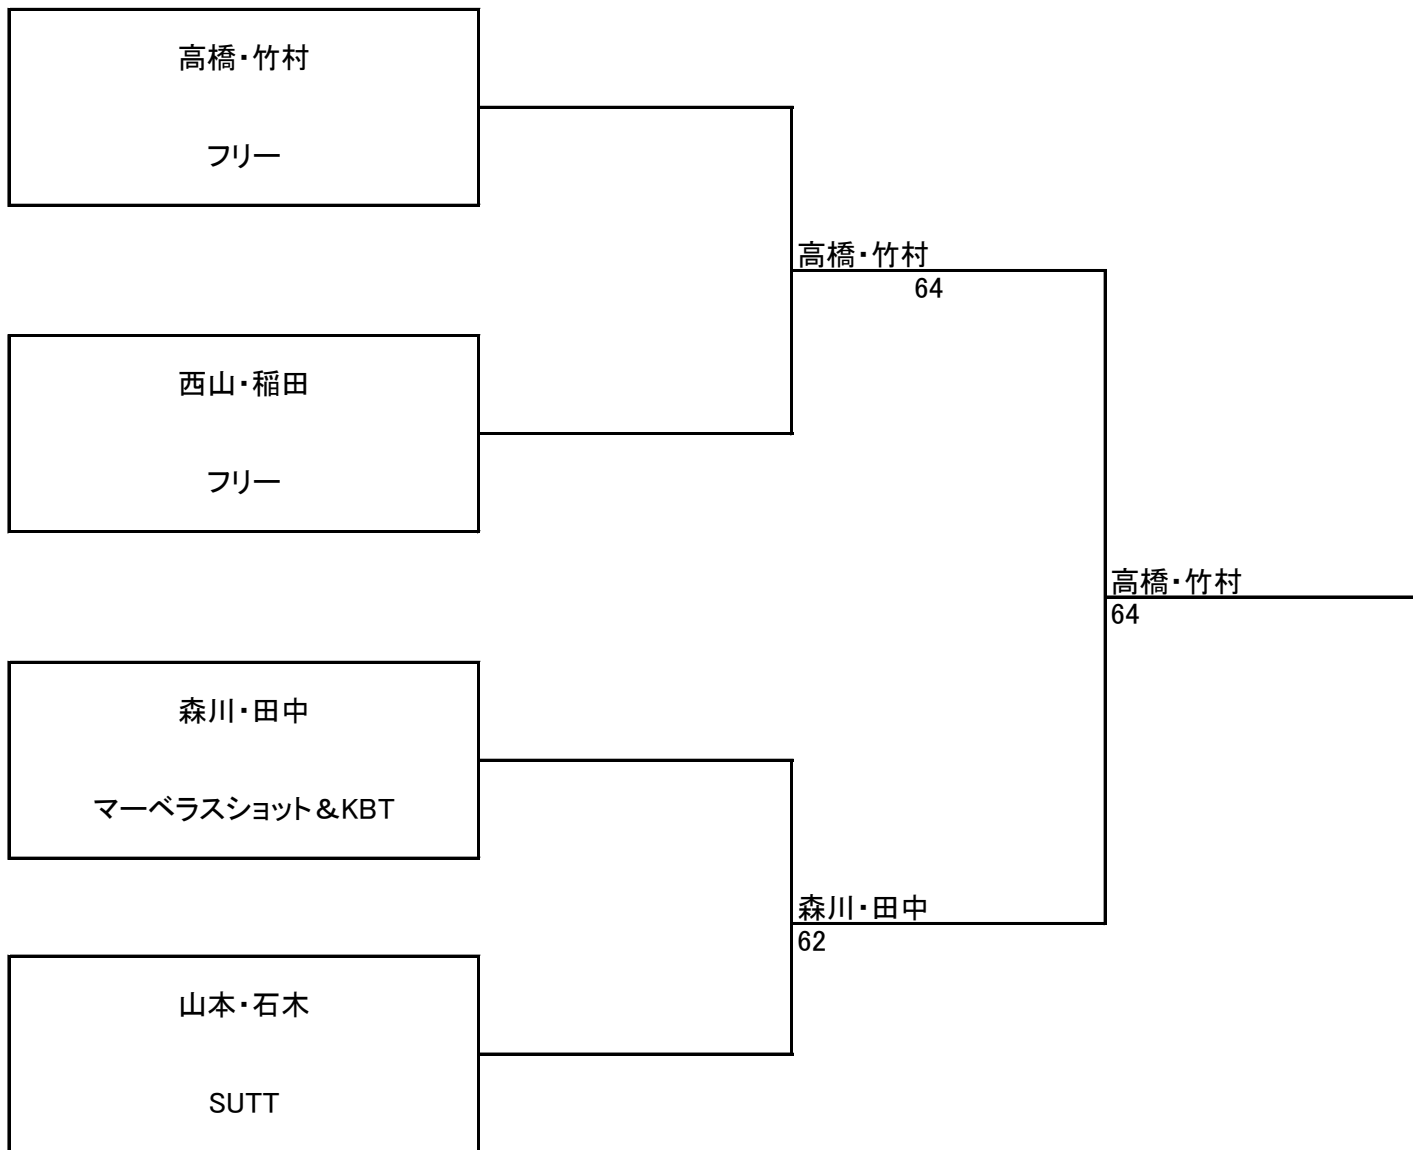 高橋・竹村
フリー
高橋・竹村
64
西山・稲田
フリー
高橋・竹村
64
森川・田中
マーベラスショット&KBT
森川・田中
62
山本・石木
SUTT